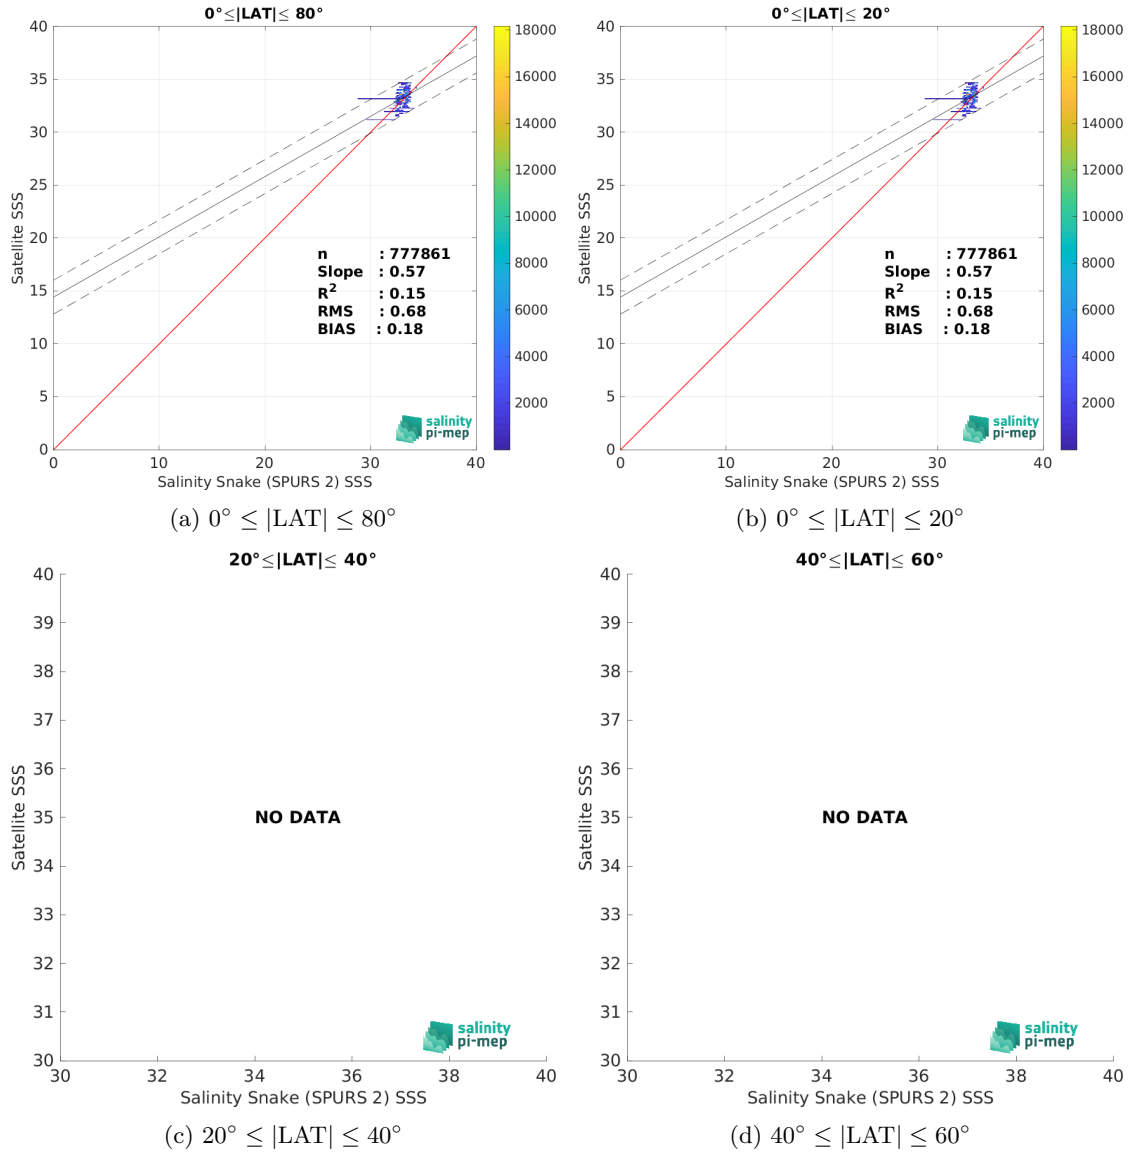 0°≤|LAT|≤ 80°
40
35
30
25
20
15
10
5
0
Satellite SSS
n : 777861
Slope : 0.57
R² : 0.15
RMS : 0.68
BIAS : 0.18
salinity
pi-mep
0 10 20 30 40
Salinity Snake (SPURS 2) SSS
18000
16000
14000
12000
10000
8000
6000
4000
2000
(a) 0° ≤ |LAT| ≤ 80°
0°≤|LAT|≤ 20°
40
35
30
25
20
15
10
5
0
Satellite SSS
n : 777861
Slope : 0.57
R² : 0.15
RMS : 0.68
BIAS : 0.18
salinity
pi-mep
0 10 20 30 40
Salinity Snake (SPURS 2) SSS
18000
16000
14000
12000
10000
8000
6000
4000
2000
(b) 0° ≤ |LAT| ≤ 20°
20°≤|LAT|≤ 40°
40
39
38
37
36
35
34
33
32
31
30
Satellite SSS
NO DATA
salinity
pi-mep
30 32 34 36 38 40
Salinity Snake (SPURS 2) SSS
(c) 20° ≤ |LAT| ≤ 40°
40°≤|LAT|≤ 60°
40
39
38
37
36
35
34
33
32
31
30
Satellite SSS
NO DATA
salinity
pi-mep
30 32 34 36 38 40
Salinity Snake (SPURS 2) SSS
(d) 40° ≤ |LAT| ≤ 60°